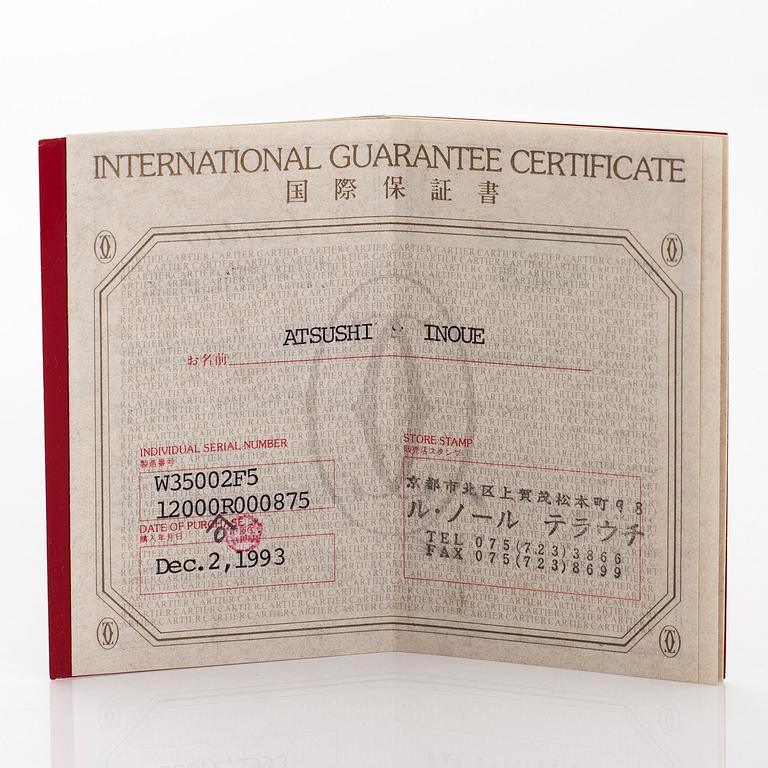 INTERNATIONAL GUARANTEE CERTIFICATE
国際保証書
ATSUSHI INOUE
お名前
INDIVIDUAL SERIAL NUMBER
製造番号
W35002F5
12000R000875
DATE OF PURCHASE
購入年月日
Dec.2,1993
STORE STAMP
販売店スタンプ
京都市北区上賀茂松本町98
ル・ノール テラウチ
TEL 075(723)3866
FAX 075(723)8699